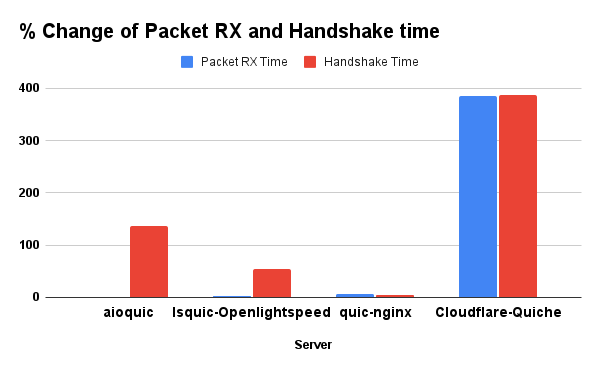 % Change of Packet RX and Handshake time
Packet RX Time Handshake Time
400
300
200
100
0
aioquic lsquic-Openlightspeed quic-nginx Cloudflare-Quiche
Server